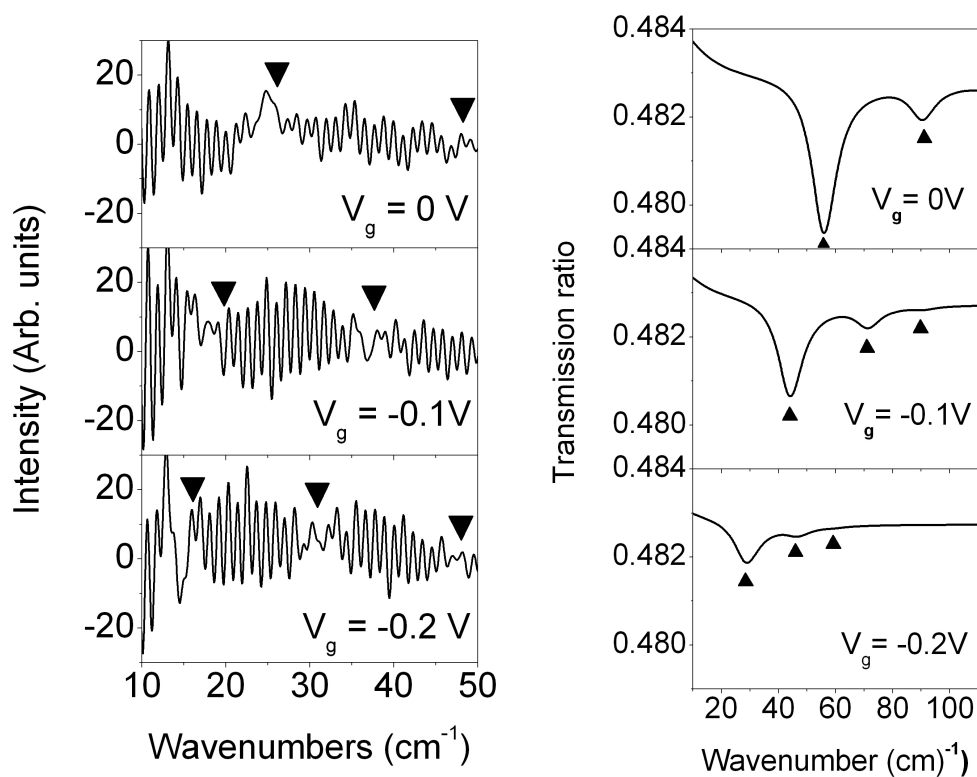 Intensity (Arb. units)
20
0
-20
V_g = 0 V
20
0
-20
V_g = -0.1V
20
0
-20
V_g = -0.2 V
10 20 30 40 50
Wavenumbers (cm⁻¹)
Transmission ratio
0.484
0.482
0.480
V_g = 0V
0.484
0.482
0.480
V_g = -0.1V
0.484
0.482
0.480
V_g = -0.2V
20 40 60 80 100
Wavenumber (cm)⁻¹)